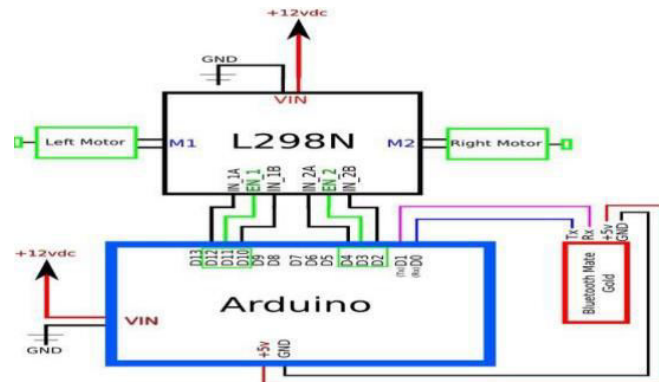 +12vdc
GND
VIN
Left Motor
M1
L298N
M2
Right Motor
IN_1A
EN_1
IN_1B
IN_2A
EN_2
IN_2B
Tx
Rx
+5v
GND
+12vdc
D13
D12
D11
D10
D9
D8
D7
D6
D5
D4
D3
D2
D1
(Tx)
D0
(Rx)
Bluetooth Mate
Gold
Arduino
VIN
GND
+5v
GND